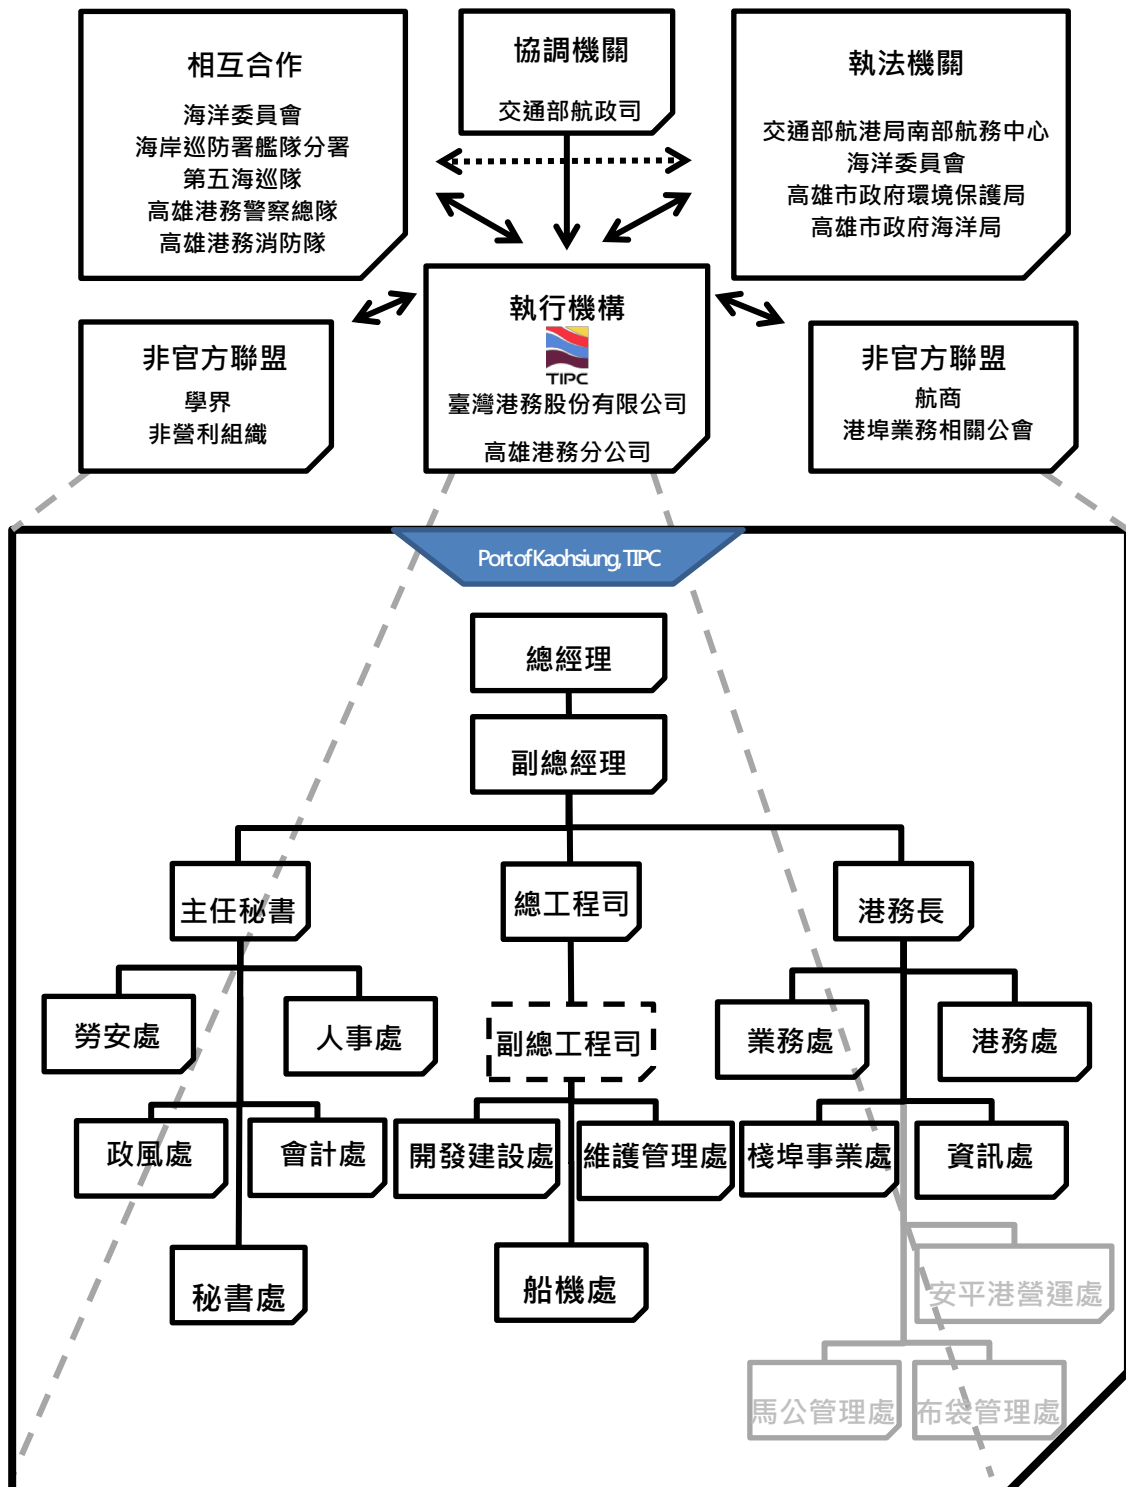 相互合作
海洋委員會
海岸巡防署艦隊分署
第五海巡隊
高雄港務警察總隊
高雄港務消防隊
協調機關
交通部航政司
執法機關
交通部航港局南部航務中心
海洋委員會
高雄市政府環境保護局
高雄市政府海洋局
非官方聯盟
學界
非營利組織
執行機構
TIPC
臺灣港務股份有限公司
高雄港務分公司
非官方聯盟
航商
港埠業務相關公會
Port of Kaohsiung, TIPC
總經理
副總經理
主任秘書
總工程司
港務長
勞安處
人事處
副總工程司
業務處
港務處
政風處
會計處
開發建設處
維護管理處
棧埠事業處
資訊處
秘書處
船機處
安平港營運處
馬公管理處
布袋管理處